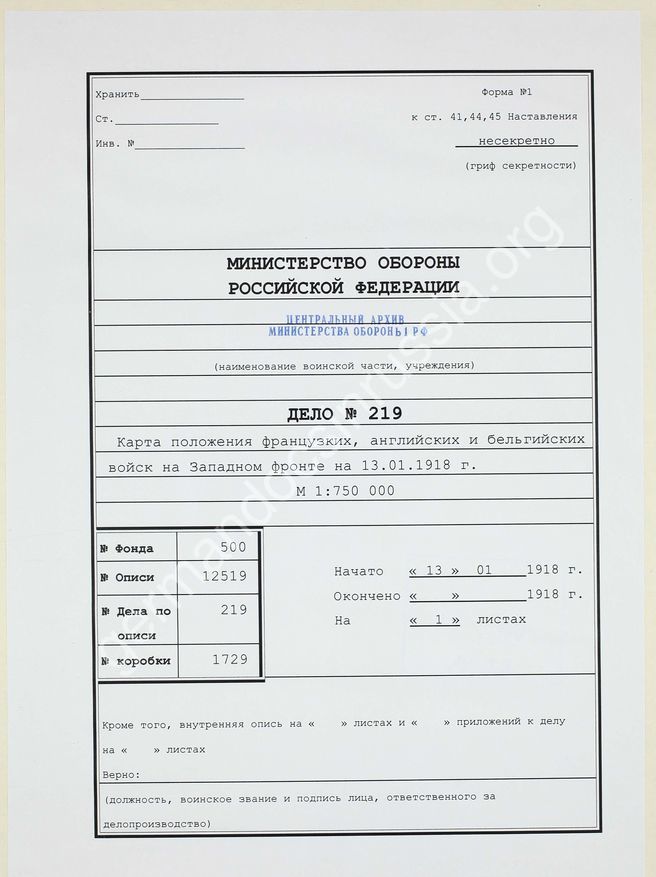 Хранить
Форма №1
Ст.
к ст. 41,44,45 Наставления
Инв. №
несекретно
(гриф секретности)
МИНИСТЕРСТВО ОБОРОНЫ
РОССИЙСКОЙ ФЕДЕРАЦИИ
ЦЕНТРАЛЬНЫЙ АРХИВ
МИНИСТЕРСТВА ОБОРОНЫ РФ
(наименование воинской части, учреждения)
ДЕЛО № 219
Карта положения французких, английских и бельгийских
войск на Западном фронте на 13.01.1918 г.
М 1:750 000
№ Фонда 500
№ Описи 12519
№ Дела по 219
описи
№ коробки 1729
Начато « 13 » 01 1918 г.
Окончено « » 1918 г.
На « 1 » листах
Кроме того, внутренняя опись на « » листах и « » приложений к делу
на « » листах
Верно:
(должность, воинское звание и подпись лица, ответственного за
делопроизводство)
germandocsinrussia.org